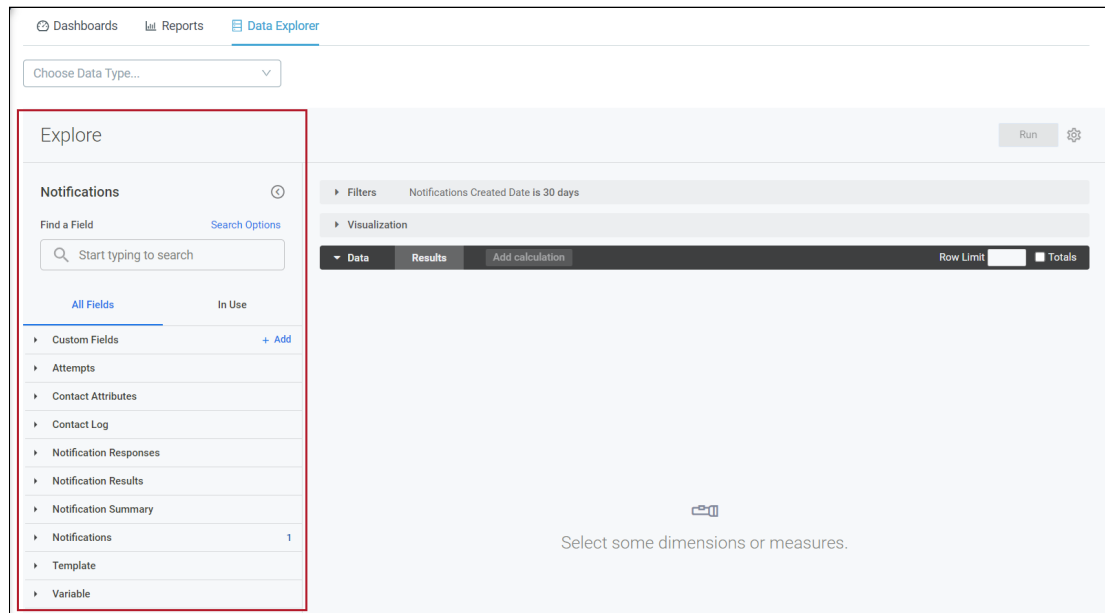 Dashboards Reports Data Explorer
Choose Data Type...
Explore
Run
Notifications
Find a Field Search Options
Start typing to search
All Fields In Use
Custom Fields + Add
Attempts
Contact Attributes
Contact Log
Notification Responses
Notification Results
Notification Summary
Notifications 1
Template
Variable
Filters Notifications Created Date is 30 days
Visualization
Data Results Add calculation Row Limit Totals
Select some dimensions or measures.